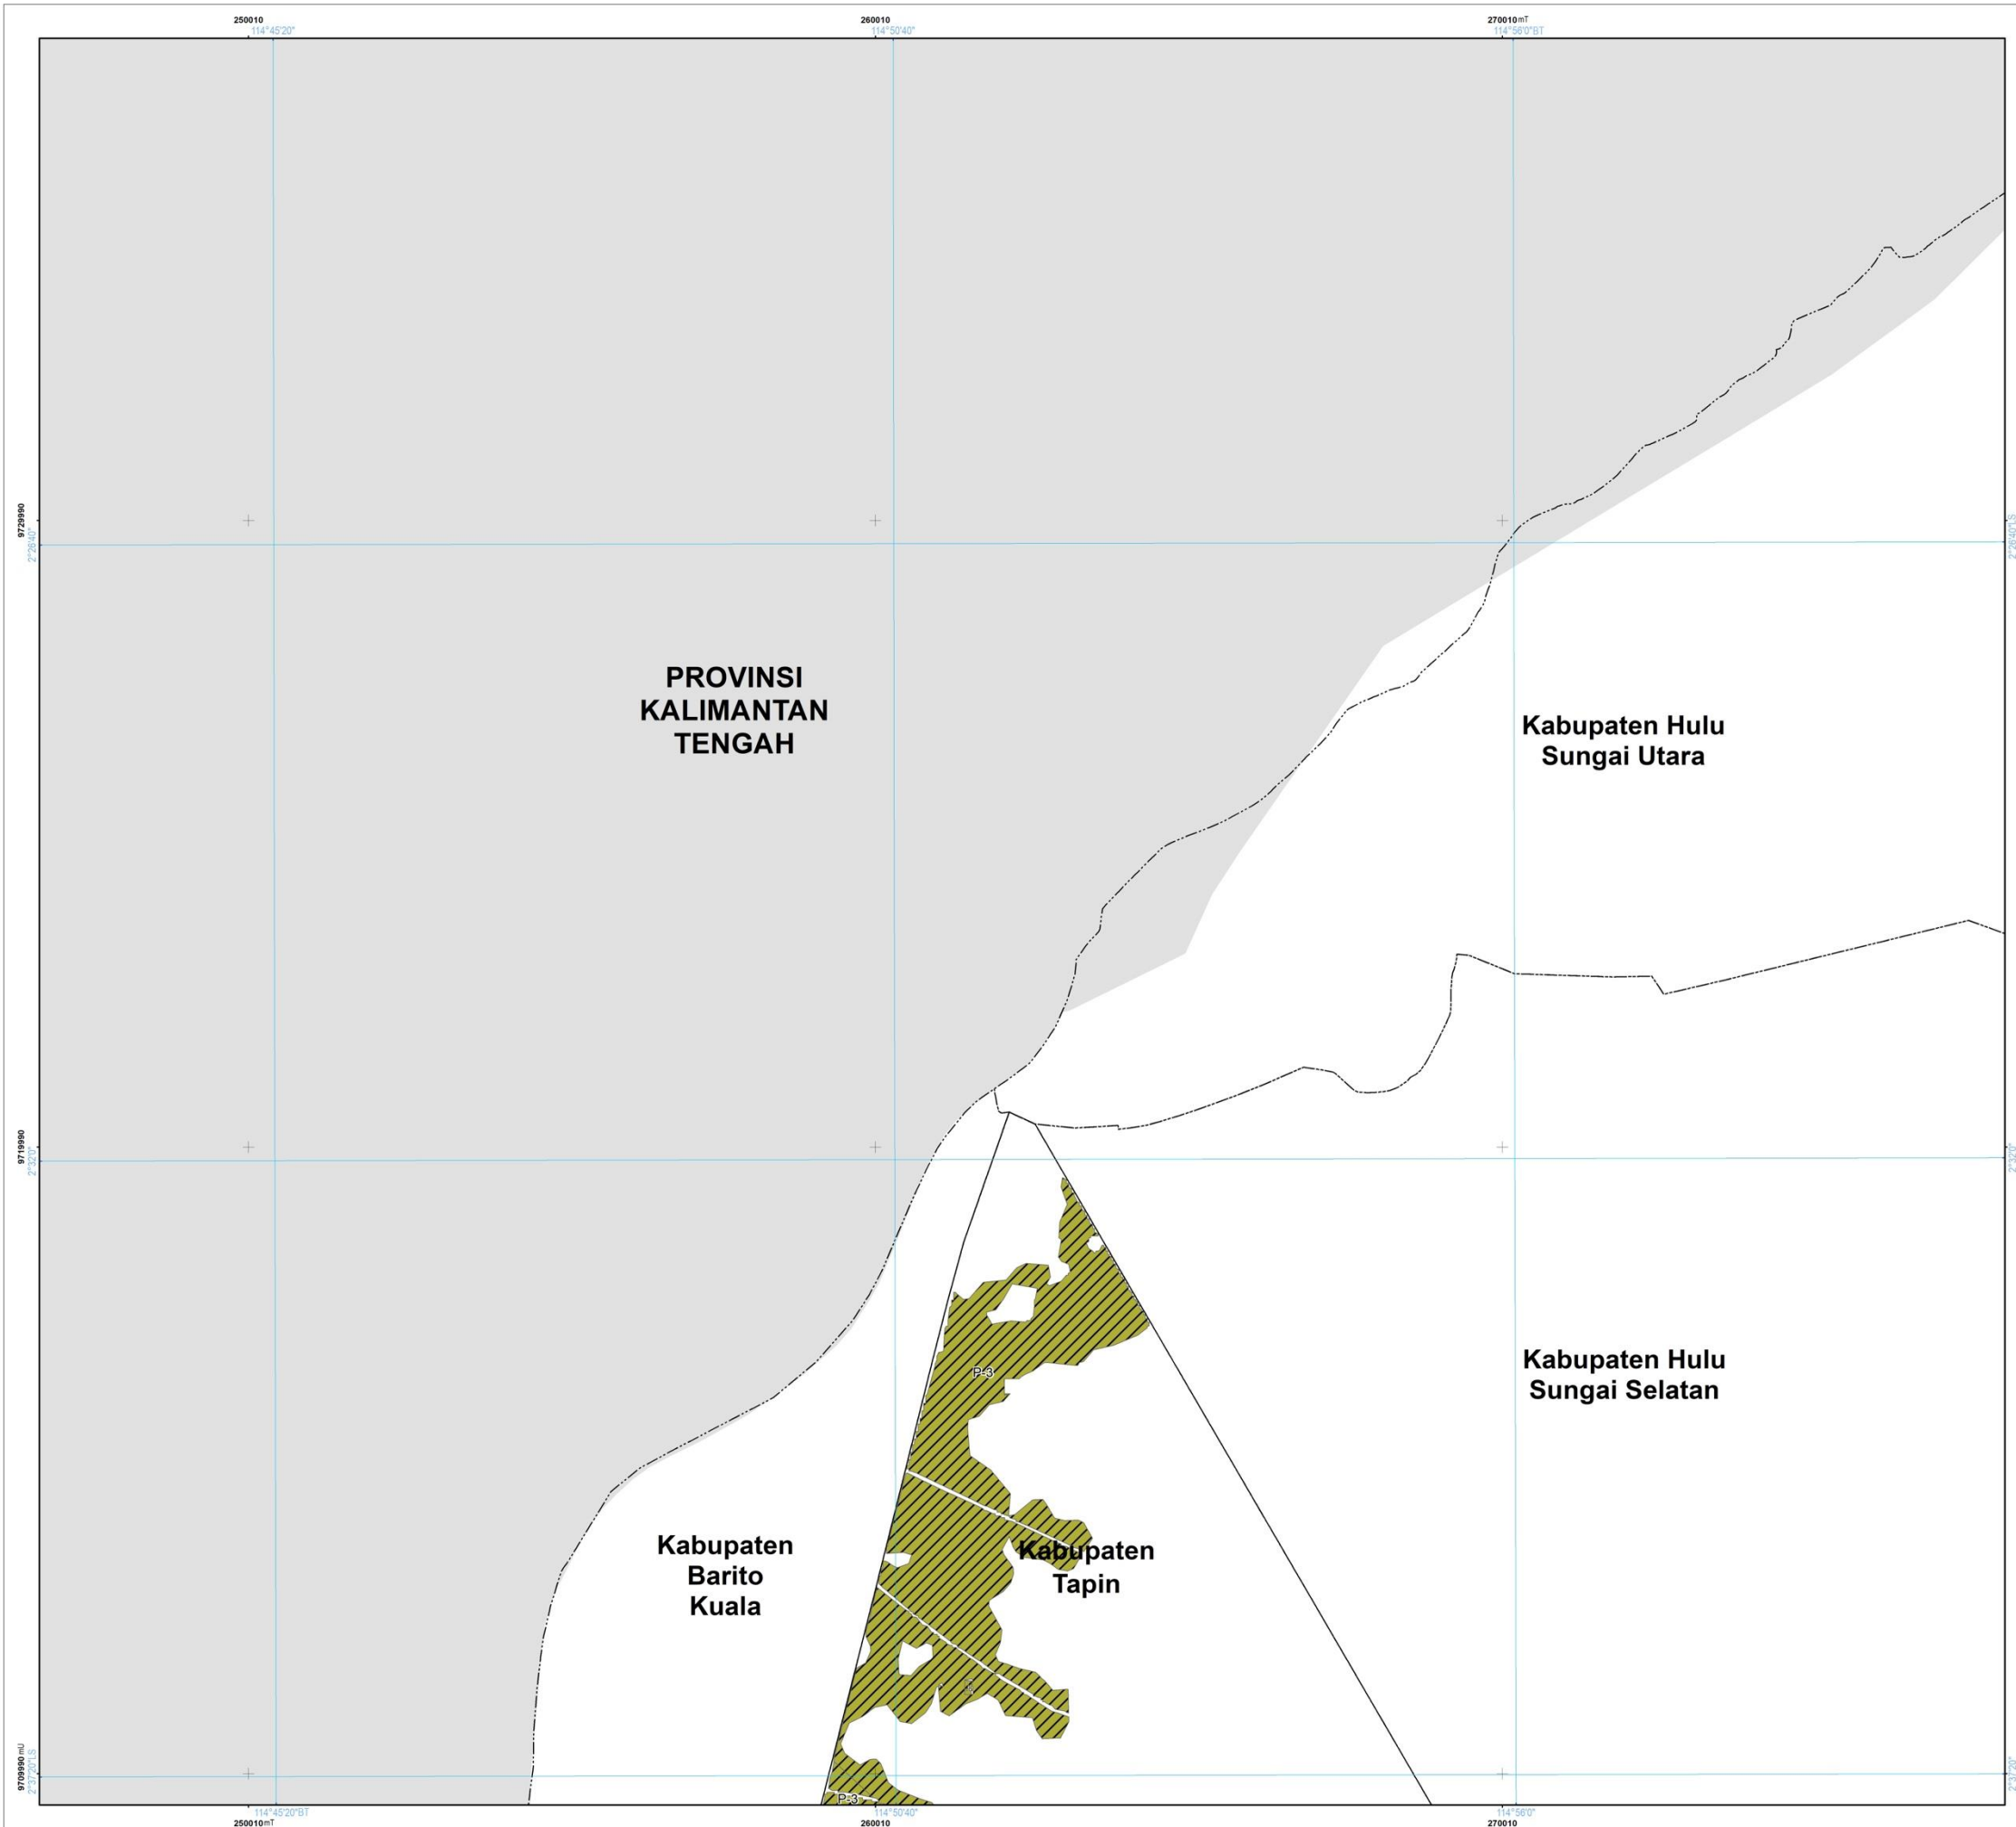 250010
260010
270010 mT
114°45'20"
114°50'40"
114°56'0"BT
9729990
2°26'40"
2°26'40"LS
PROVINSI
KALIMANTAN
TENGAH
Kabupaten Hulu
Sungai Utara
9719990
2°32'0"
2°32'0"
P-3
Kabupaten Hulu
Sungai Selatan
Kabupaten
Barito
Kuala
Kabupaten
Tapin
9709990 mU
2°37'20"LS
2°37'20"
P-3
114°45'20"BT
114°50'40"
114°56'0"
250010 mT
260010
270010